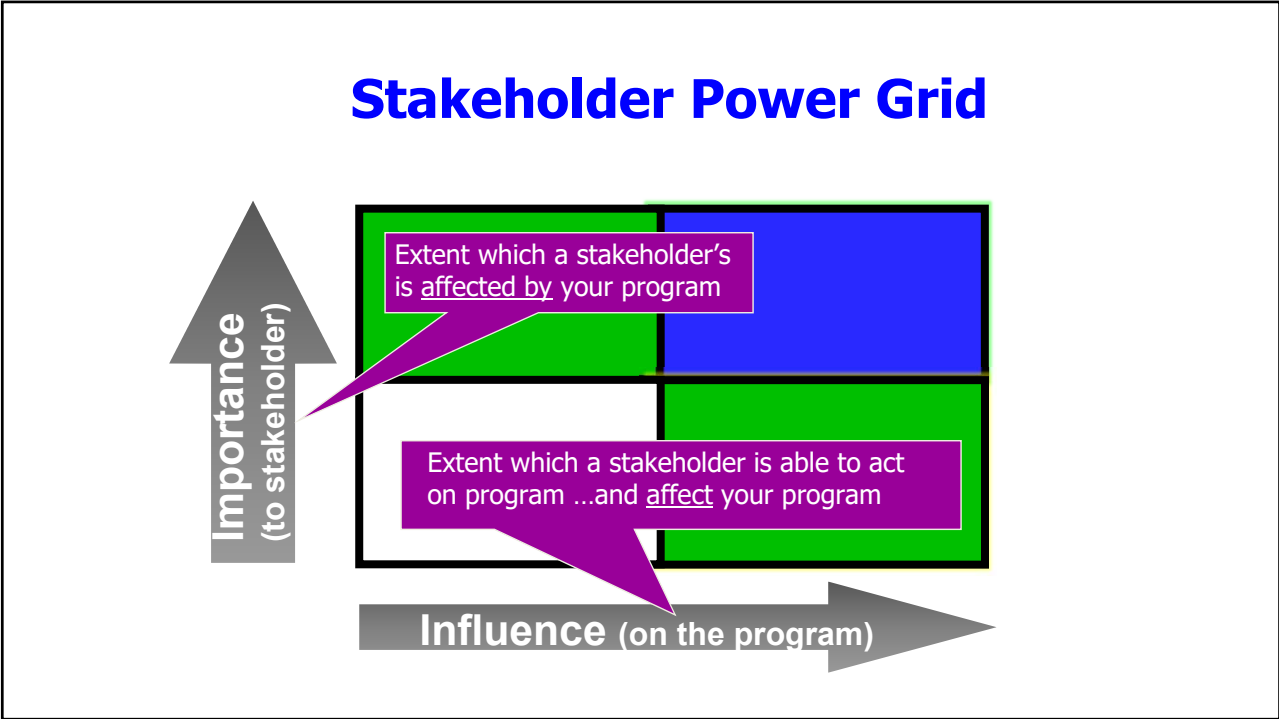 Stakeholder Power Grid
Extent which a stakeholder’s
is affected by your program
Importance
(to stakeholder)
Extent which a stakeholder is able to act
on program …and affect your program
Influence (on the program)